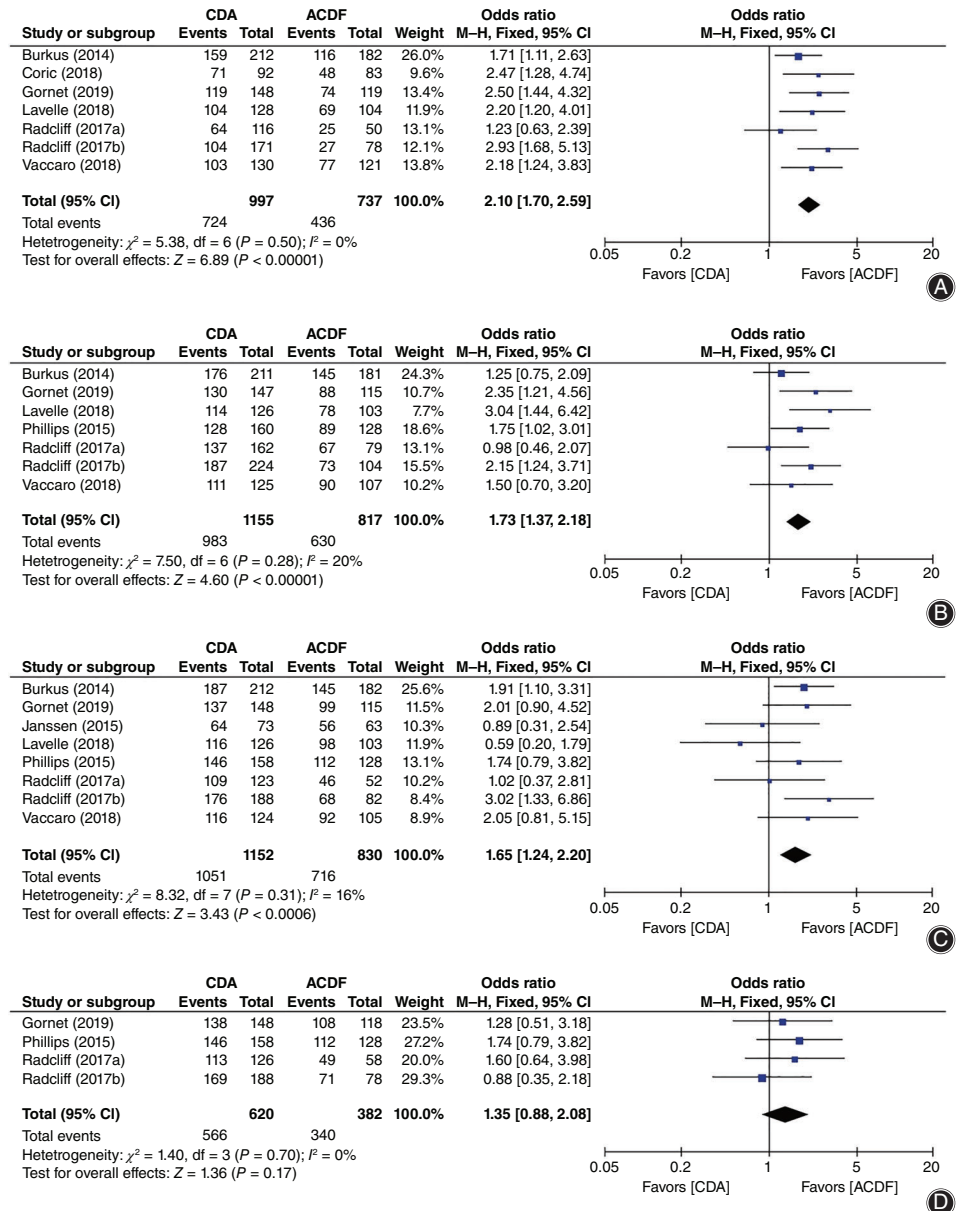 CDA ACDF Odds ratio Odds ratio
Study or subgroup Events Total Events Total Weight M–H, Fixed, 95% CI M–H, Fixed, 95% CI
Burkus (2014) 159 212 116 182 26.0% 1.71 [1.11, 2.63]
Coric (2018) 71 92 48 83 9.6% 2.47 [1.28, 4.74]
Gornet (2019) 119 148 74 119 13.4% 2.50 [1.44, 4.32]
Lavelle (2018) 104 128 69 104 11.9% 2.20 [1.20, 4.01]
Radcliff (2017a) 64 116 25 50 13.1% 1.23 [0.63, 2.39]
Radcliff (2017b) 104 171 27 78 12.1% 2.93 [1.68, 5.13]
Vaccaro (2018) 103 130 77 121 13.8% 2.18 [1.24, 3.83]
Total (95% CI) 997 737 100.0% 2.10 [1.70, 2.59]
Total events 724 436
Hetetrogeneity: χ² = 5.38, df = 6 (P = 0.50); I² = 0%
Test for overall effects: Z = 6.89 (P < 0.00001)
0.05 0.2 1 5 20
Favors [CDA] Favors [ACDF]
A
CDA ACDF Odds ratio Odds ratio
Study or subgroup Events Total Events Total Weight M-H, Fixed, 95% CI M–H, Fixed, 95% CI
Burkus (2014) 176 211 145 181 24.3% 1.25 [0.75, 2.09]
Gornet (2019) 130 147 88 115 10.7% 2.35 [1.21, 4.56]
Lavelle (2018) 114 126 78 103 7.7% 3.04 [1.44, 6.42]
Phillips (2015) 128 160 89 128 18.6% 1.75 [1.02, 3.01]
Radcliff (2017a) 137 162 67 79 13.1% 0.98 [0.46, 2.07]
Radcliff (2017b) 187 224 73 104 15.5% 2.15 [1.24, 3.71]
Vaccaro (2018) 111 125 90 107 10.2% 1.50 [0.70, 3.20]
Total (95% CI) 1155 817 100.0% 1.73 [1.37, 2.18]
Total events 983 630
Hetetrogeneity: χ² = 7.50, df = 6 (P = 0.28); I² = 20%
Test for overall effects: Z = 4.60 (P < 0.00001)
0.05 0.2 1 5 20
Favors [CDA] Favors [ACDF]
B
CDA ACDF Odds ratio Odds ratio
Study or subgroup Events Total Events Total Weight M–H, Fixed, 95% CI M–H, Fixed, 95% CI
Burkus (2014) 187 212 145 182 25.6% 1.91 [1.10, 3.31]
Gornet (2019) 137 148 99 115 11.5% 2.01 [0.90, 4.52]
Janssen (2015) 64 73 56 63 10.3% 0.89 [0.31, 2.54]
Lavelle (2018) 116 126 98 103 11.9% 0.59 [0.20, 1.79]
Phillips (2015) 146 158 112 128 13.1% 1.74 [0.79, 3.82]
Radcliff (2017a) 109 123 46 52 10.2% 1.02 [0.37, 2.81]
Radcliff (2017b) 176 188 68 82 8.4% 3.02 [1.33, 6.86]
Vaccaro (2018) 116 124 92 105 8.9% 2.05 [0.81, 5.15]
Total (95% CI) 1152 830 100.0% 1.65 [1.24, 2.20]
Total events 1051 716
Hetetrogeneity: χ² = 8.32, df = 7 (P = 0.31); I² = 16%
Test for overall effects: Z = 3.43 (P < 0.0006)
0.05 0.2 1 5 20
Favors [CDA] Favors [ACDF]
C
CDA ACDF Odds ratio Odds ratio
Study or subgroup Events Total Events Total Weight M–H, Fixed, 95% CI M–H, Fixed, 95% CI
Gornet (2019) 138 148 108 118 23.5% 1.28 [0.51, 3.18]
Phillips (2015) 146 158 112 128 27.2% 1.74 [0.79, 3.82]
Radcliff (2017a) 113 126 49 58 20.0% 1.60 [0.64, 3.98]
Radcliff (2017b) 169 188 71 78 29.3% 0.88 [0.35, 2.18]
Total (95% CI) 620 382 100.0% 1.35 [0.88, 2.08]
Total events 566 340
Hetetrogeneity: χ² = 1.40, df = 3 (P = 0.70); I² = 0%
Test for overall effects: Z = 1.36 (P = 0.17)
0.05 0.2 1 5 20
Favors [CDA] Favors [ACDF]
D